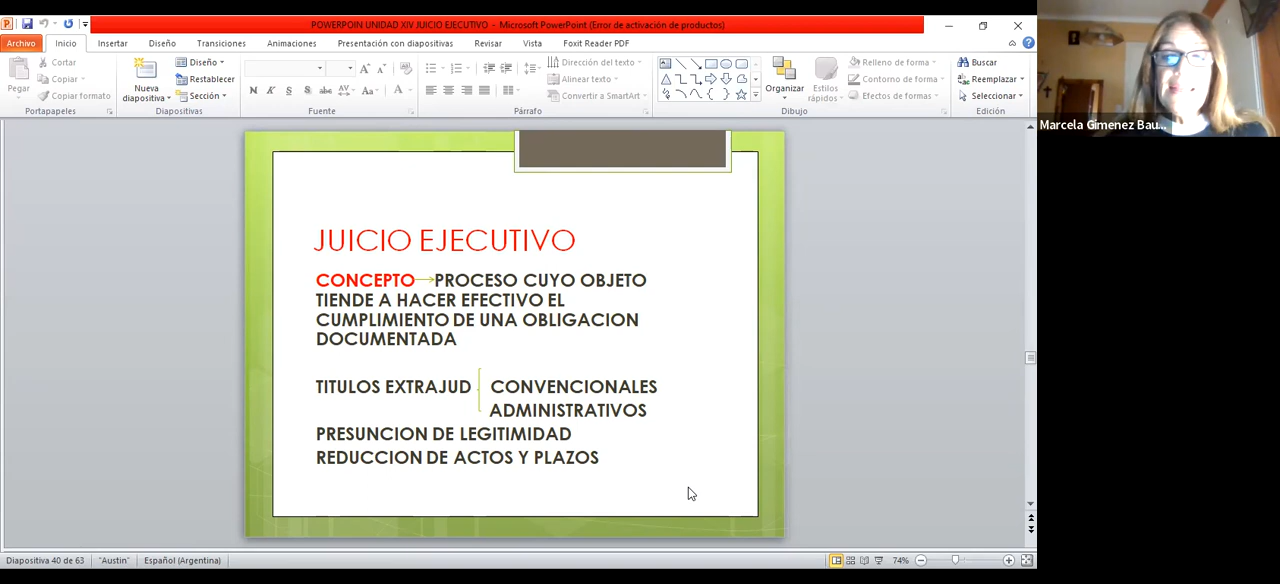 POWERPOIN UNIDAD XIV JUICIO EJECUTIVO - Microsoft PowerPoint (Error de activación de productos)
Archivo Inicio Insertar Diseño Transiciones Animaciones Presentación con diapositivas Revisar Vista Foxit Reader PDF
Pegar
Cortar
Copiar
Copiar formato
Portapapeles
Nueva
diapositiva
Diseño
Restablecer
Sección
Diapositivas
N K S S abc AV Aa A
Fuente
Dirección del texto
Alinear texto
Convertir a SmartArt
Párrafo
Organizar
Estilos
rápidos
Relleno de forma
Contorno de forma
Efectos de formas
Dibujo
Buscar
Reemplazar
Seleccionar
Edición
Marcela Gimenez Bau...
JUICIO EJECUTIVO
CONCEPTO PROCESO CUYO OBJETO
TIENDE A HACER EFECTIVO EL
CUMPLIMIENTO DE UNA OBLIGACION
DOCUMENTADA
TITULOS EXTRAJUD CONVENCIONALES
ADMINISTRATIVOS
PRESUNCION DE LEGITIMIDAD
REDUCCION DE ACTOS Y PLAZOS
Diapositiva 40 de 63 "Austin" Español (Argentina) 74%